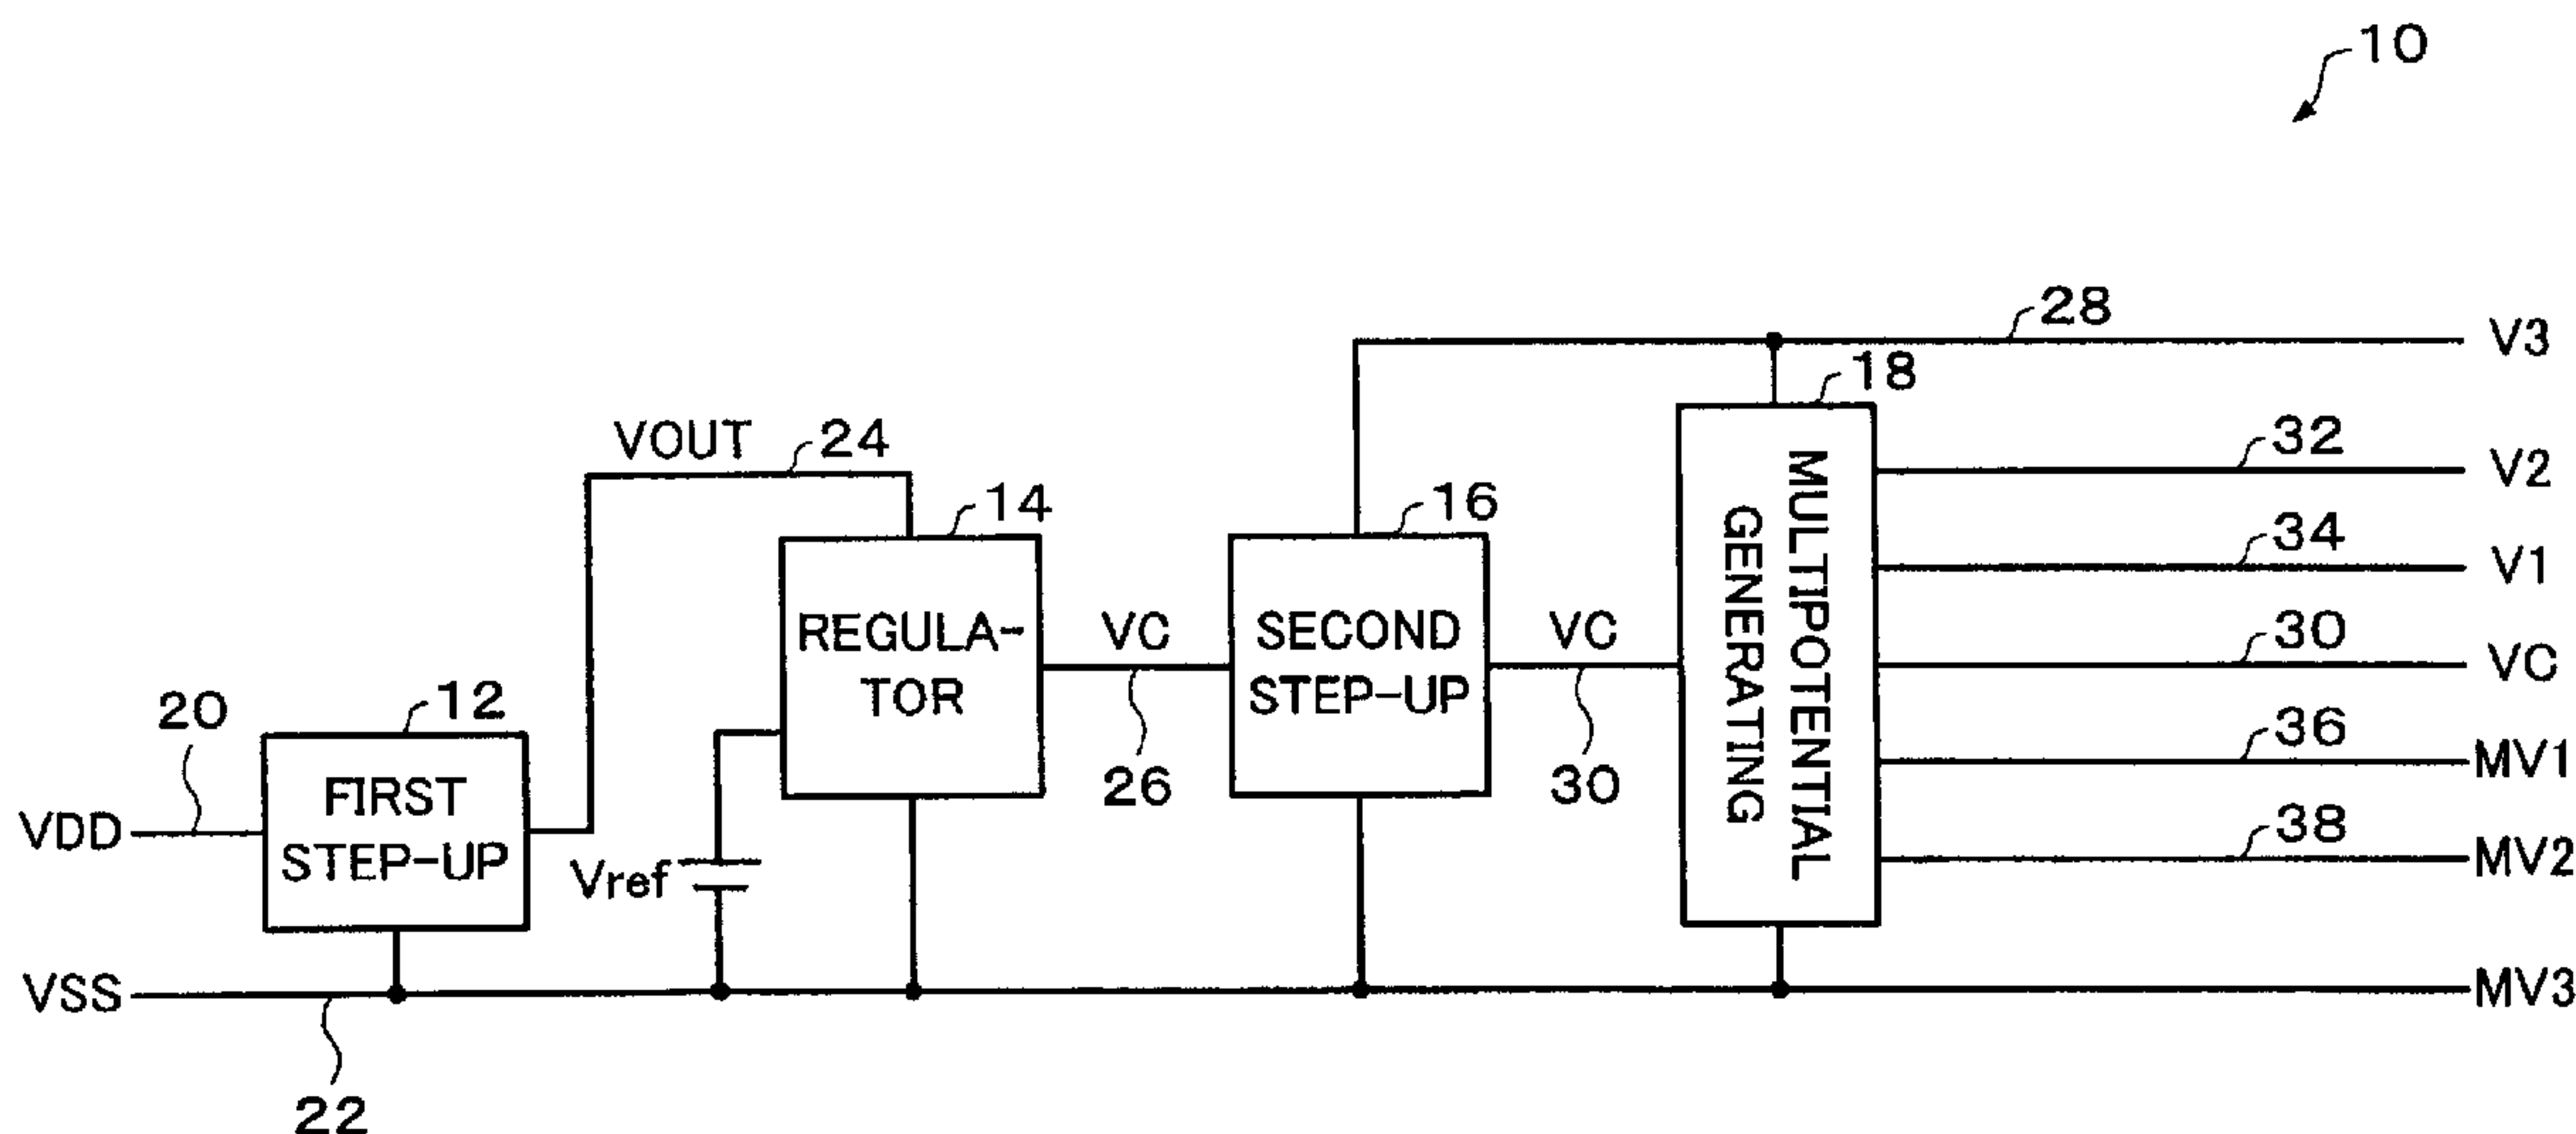 10
28
V3
18
VOUT
24
32
V2
14
16
MULTIPOTENTIAL
GENERATING
34
V1
REGULA-
TOR
VC
26
SECOND
STEP-UP
VC
30
30
VC
20
12
36
MV1
VDD
FIRST
STEP-UP
Vref
38
MV2
VSS
22
MV3